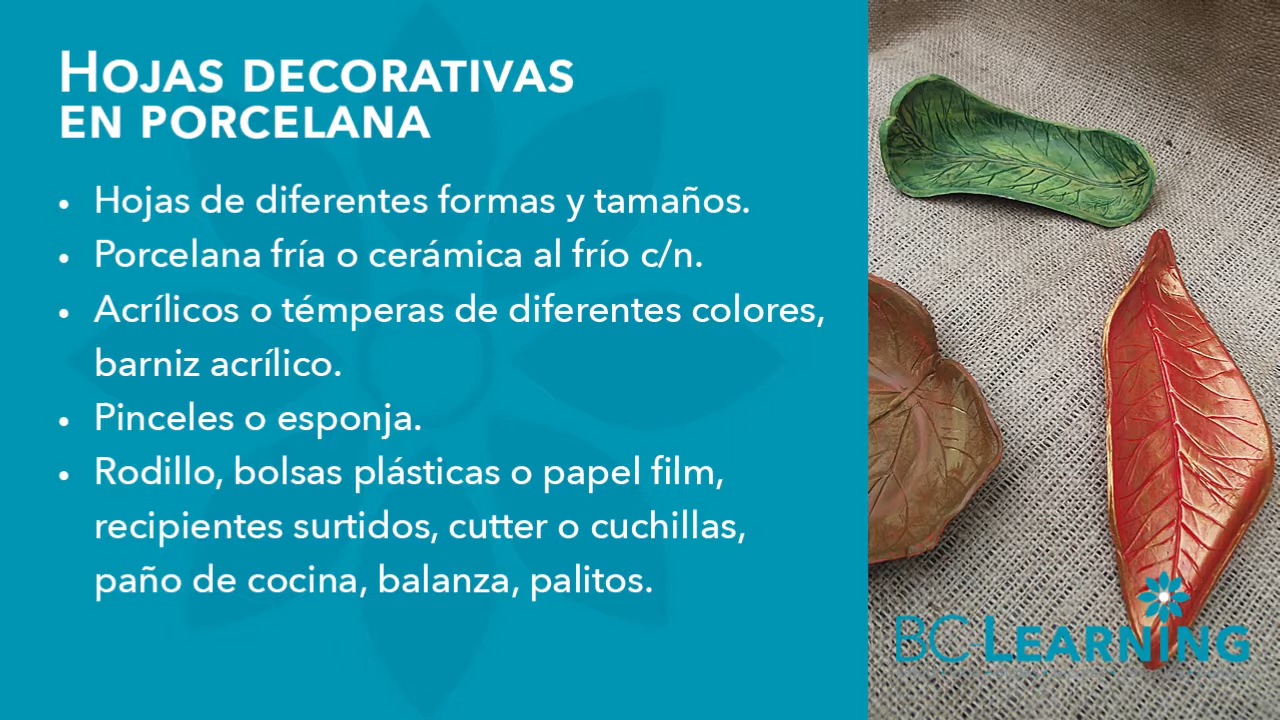 HOJAS DECORATIVAS
EN PORCELANA
• Hojas de diferentes formas y tamaños.
• Porcelana fría o cerámica al frío c/n.
• Acrílicos o témperas de diferentes colores,
barniz acrílico.
• Pinceles o esponja.
• Rodillo, bolsas plásticas o papel film,
recipientes surtidos, cutter o cuchillas,
paño de cocina, balanza, palitos.
BC LEARNING